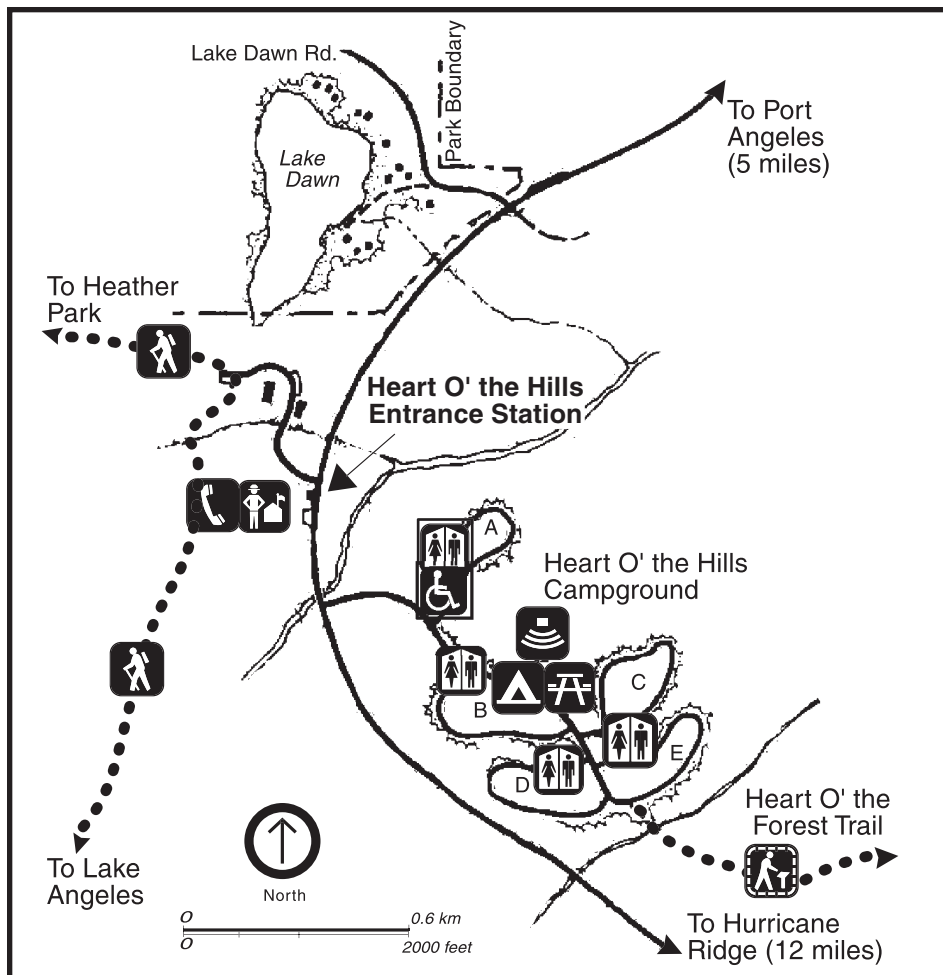 Lake Dawn Rd.
Park Boundary
To Port
Angeles
(5 miles)
Lake
Dawn
To Heather
Park
Heart O' the Hills
Entrance Station
A
Heart O' the Hills
Campground
C
B
E
D
Heart O' the
Forest Trail
To Lake
Angeles
North
O
0.6 km
O
2000 feet
To Hurricane
Ridge (12 miles)